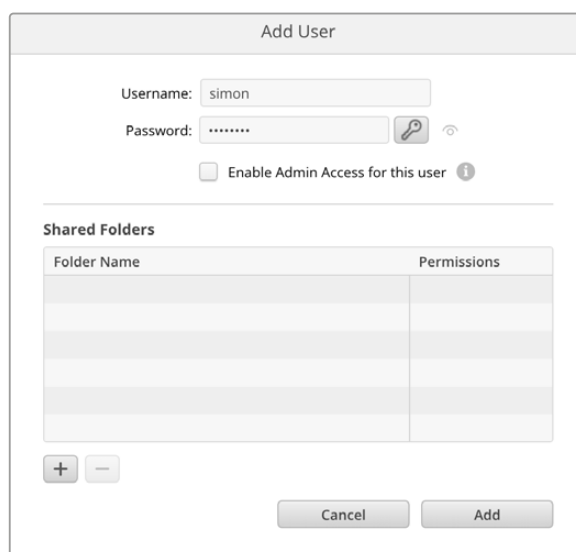 Add User
Username: simon
Password: ••••••••
Enable Admin Access for this user
Shared Folders
Folder Name Permissions
Cancel Add